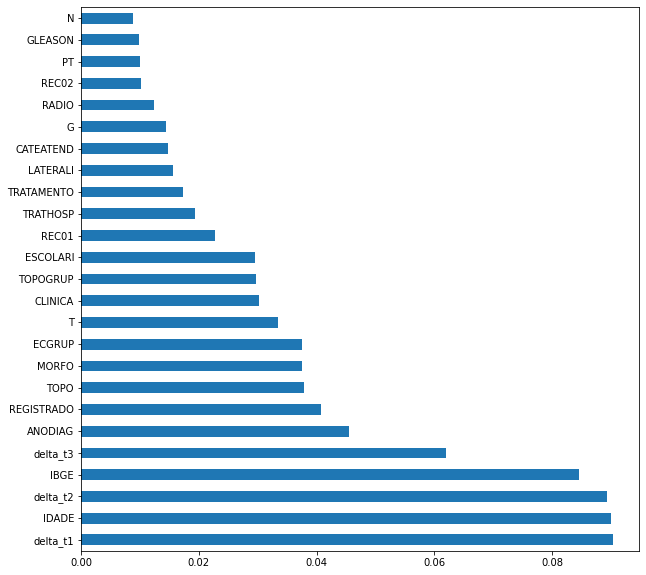 N
GLEASON
PT
REC02
RADIO
G
CATEATEND
LATERALI
TRATAMENTO
TRATHOSP
REC01
ESCOLARI
TOPOGRUP
CLINICA
T
ECGRUP
MORFO
TOPO
REGISTRADO
ANODIAG
delta_t3
IBGE
delta_t2
IDADE
delta_t1
0.00 0.02 0.04 0.06 0.08